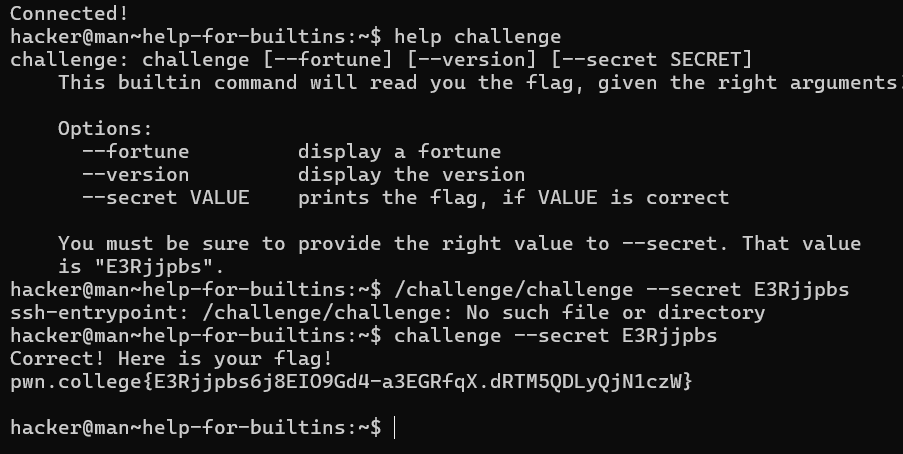 Connected!
hacker@man~help-for-builtins:~$ help challenge
challenge: challenge [--fortune] [--version] [--secret SECRET]
    This builtin command will read you the flag, given the right arguments!

    Options:
      --fortune         display a fortune
      --version         display the version
      --secret VALUE    prints the flag, if VALUE is correct

    You must be sure to provide the right value to --secret. That value
    is "E3Rjjpbs".
hacker@man~help-for-builtins:~$ /challenge/challenge --secret E3Rjjpbs
ssh-entrypoint: /challenge/challenge: No such file or directory
hacker@man~help-for-builtins:~$ challenge --secret E3Rjjpbs
Correct! Here is your flag!
pwn.college{E3Rjjpbs6j8EIO9Gd4-a3EGRfqX.dRTM5QDLyQjN1czW}

hacker@man~help-for-builtins:~$